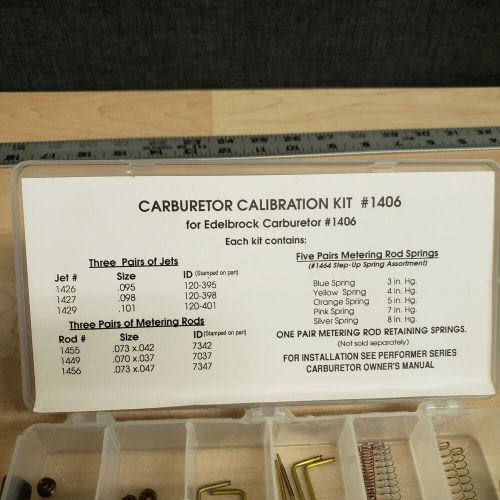 CARBURETOR CALIBRATION KIT #1406
for Edelbrock Carburetor #1406
Each kit contains:
Three Pairs of Jets
Jet # Size ID (Stamped on part)
1426 .095 120-395
1427 .098 120-398
1429 .101 120-401
Three Pairs of Metering Rods
Rod # Size ID (Stamped on part)
1455 .073 x.042 7342
1449 .070 x.037 7037
1456 .073 x.047 7347
Five Pairs Metering Rod Springs
(#1464 Step-Up Spring Assortment)
Blue Spring 3 in. Hg.
Yellow Spring 4 in. Hg.
Orange Spring 5 in. Hg.
Pink Spring 7 in. Hg.
Silver Spring 8 in. Hg.
ONE PAIR METERING ROD RETAINING SPRINGS.
(Not sold separately)
FOR INSTALLATION SEE PERFORMER SERIES
CARBURETOR OWNER'S MANUAL